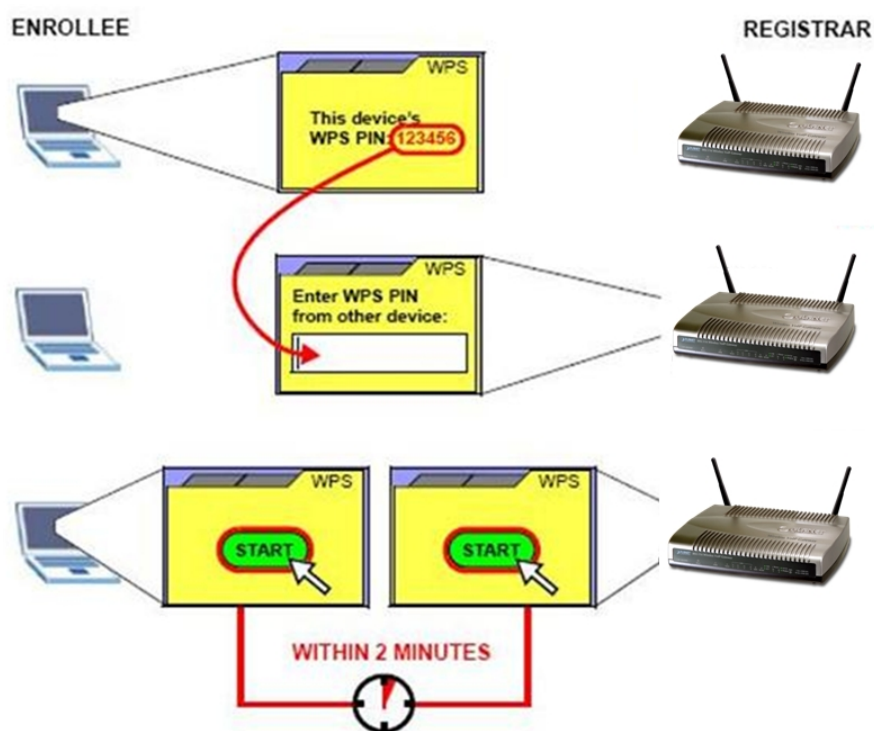 ENROLLEE
REGISTRAR
WPS
This device's
WPS PIN: 123456
WPS
Enter WPS PIN
from other device:
WPS
WPS
START
START
WITHIN 2 MINUTES